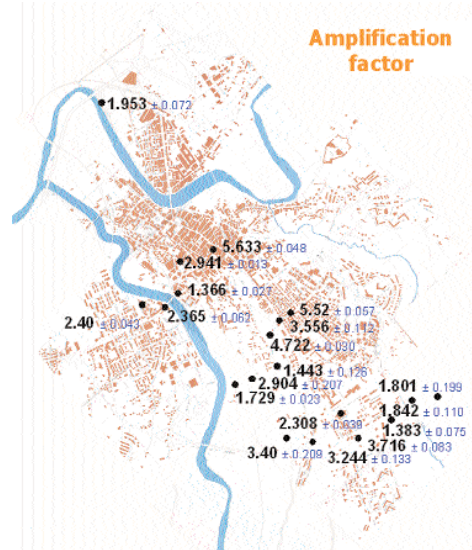 Amplification
factor
1.953 ± 0.072
5.633 ± 0.048
2.941 ± 0.013
1.366 ± 0.027
2.40 ± 0.043
2.365 ± 0.062
5.52 ± 0.057
3.556 ± 0.112
4.722 ± 0.030
1.443 ± 0.126
2.904 ± 0.207
1.729 ± 0.023
1.801 ± 0.199
1.842 ± 0.110
1.383 ± 0.075
2.308 ± 0.039
3.716 ± 0.083
3.40 ± 0.209
3.244 ± 0.133